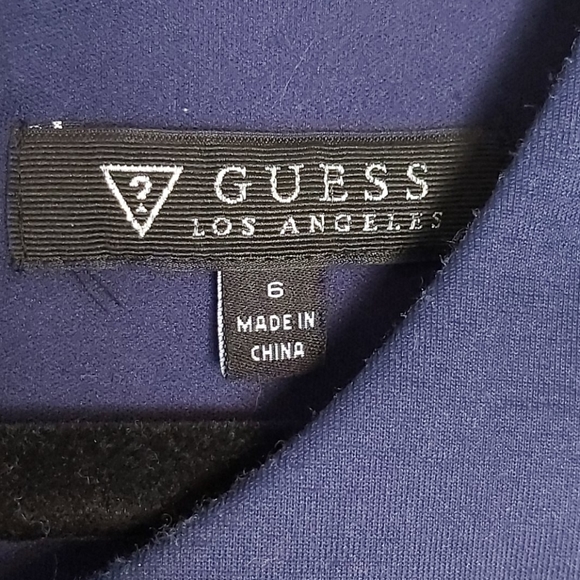 ?
GUESS
LOS ANGELES
6
MADE IN
CHINA